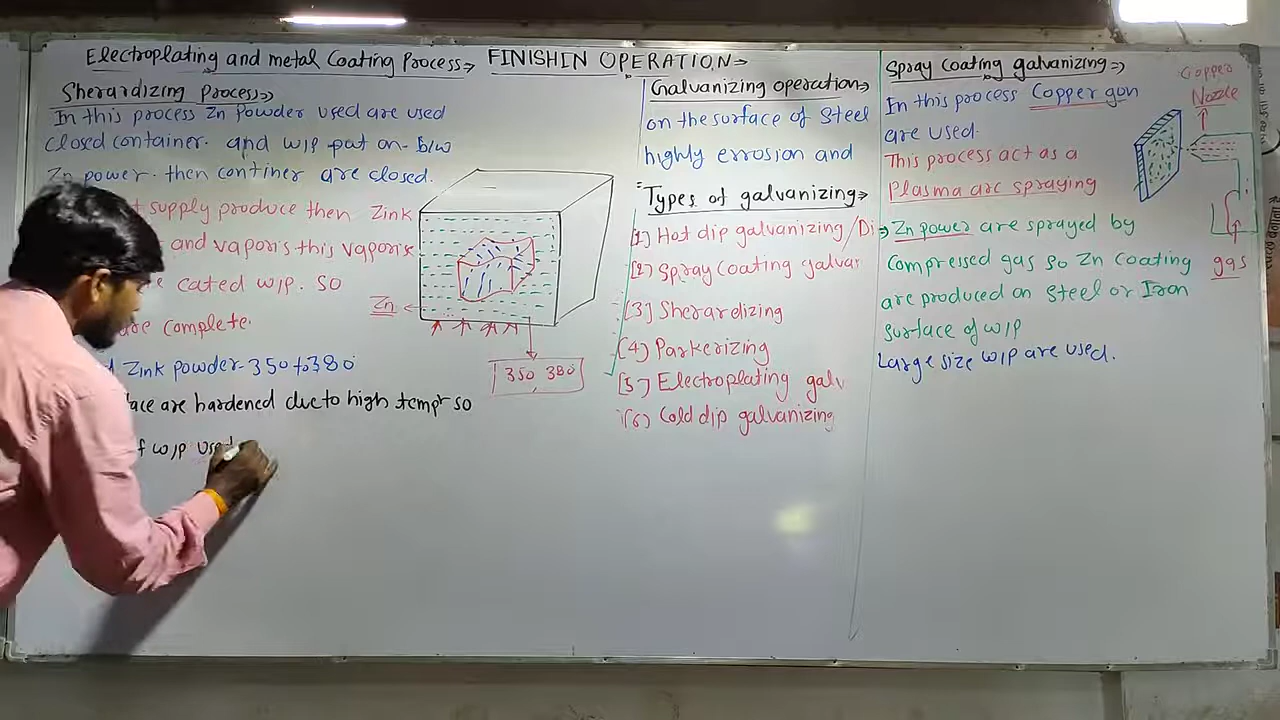 Electroplating and metal Coating Process → FINISHIN OPERATION →
Sherardizing Process →
In this process Zn Powder used are used
closed container. and w/p put on b/w
Zn power. then continer are closed.
t supply produce then Zink
and vaporis this vaporise
cated w/p. so
are complete.
Zink powder 350 to 380
ace are hardened due to high tempr so
f w/p used
Zn
350 380
Galvanizing operation →
on the surface of Steel
highly errosion and
Types of galvanizing →
[1] Hot dip galvanizing / Di
[2] Spray Coating galvar
[3] Sherardizing
[4] Parkerizing
[5] Electroplating galv
(6) Cold dip galvanizing
Spray Coating galvanizing →
In this process Copper gun
are used.
This process act as a
Plasma arc spraying
→ Zn power are sprayed by
Compressed gas so Zn Coating
are produced on Steel or Iron
surface of w/p
Large size w/p are used.
Copper
Nozzle
gas